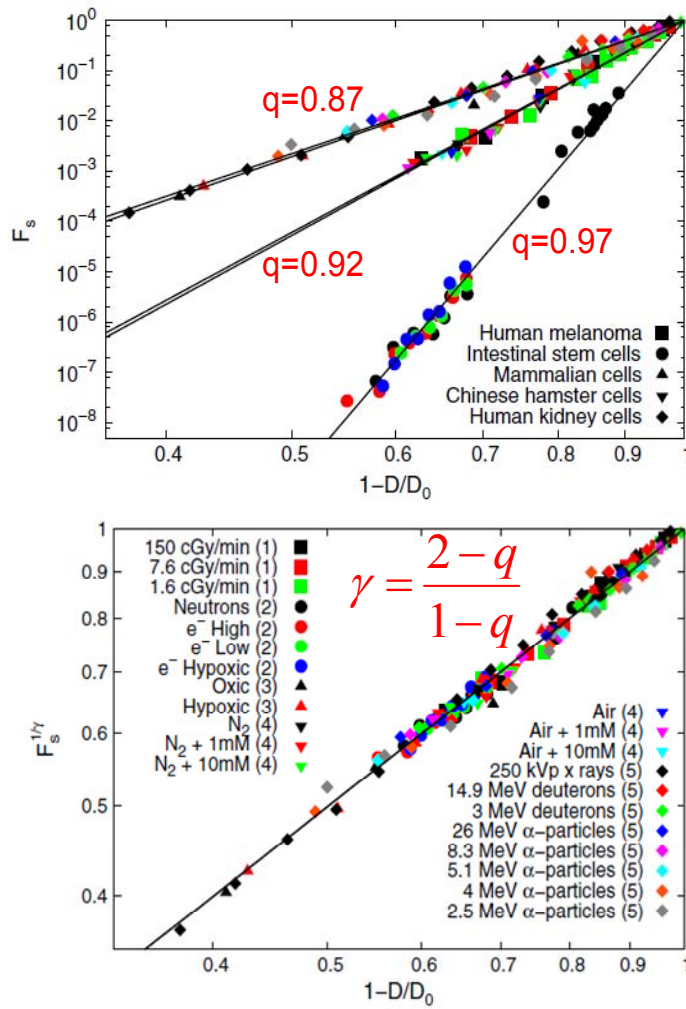 10⁰
10⁻¹
10⁻²
10⁻³
10⁻⁴
10⁻⁵
10⁻⁶
10⁻⁷
10⁻⁸
Fₛ
q=0.87
q=0.92
q=0.97
Human melanoma
Intestinal stem cells
Mammalian cells
Chinese hamster cells
Human kidney cells
0.4 0.5 0.6 0.7 0.8 0.9 1
1−D/D₀
1
0.9
0.8
0.7
0.6
0.5
0.4
Fₛ^1/γ
150 cGy/min (1)
7.6 cGy/min (1)
1.6 cGy/min (1)
Neutrons (2)
e⁻ High (2)
e⁻ Low (2)
e⁻ Hypoxic (2)
Oxic (3)
Hypoxic (3)
N₂ (4)
N₂ + 1mM (4)
N₂ + 10mM (4)
γ = (2 − q)/(1 − q)
Air (4)
Air + 1mM (4)
Air + 10mM (4)
250 kVp x rays (5)
14.9 MeV deuterons (5)
3 MeV deuterons (5)
26 MeV α−particles (5)
8.3 MeV α−particles (5)
5.1 MeV α−particles (5)
4 MeV α−particles (5)
2.5 MeV α−particles (5)
0.4 0.5 0.6 0.7 0.8 0.9 1
1−D/D₀